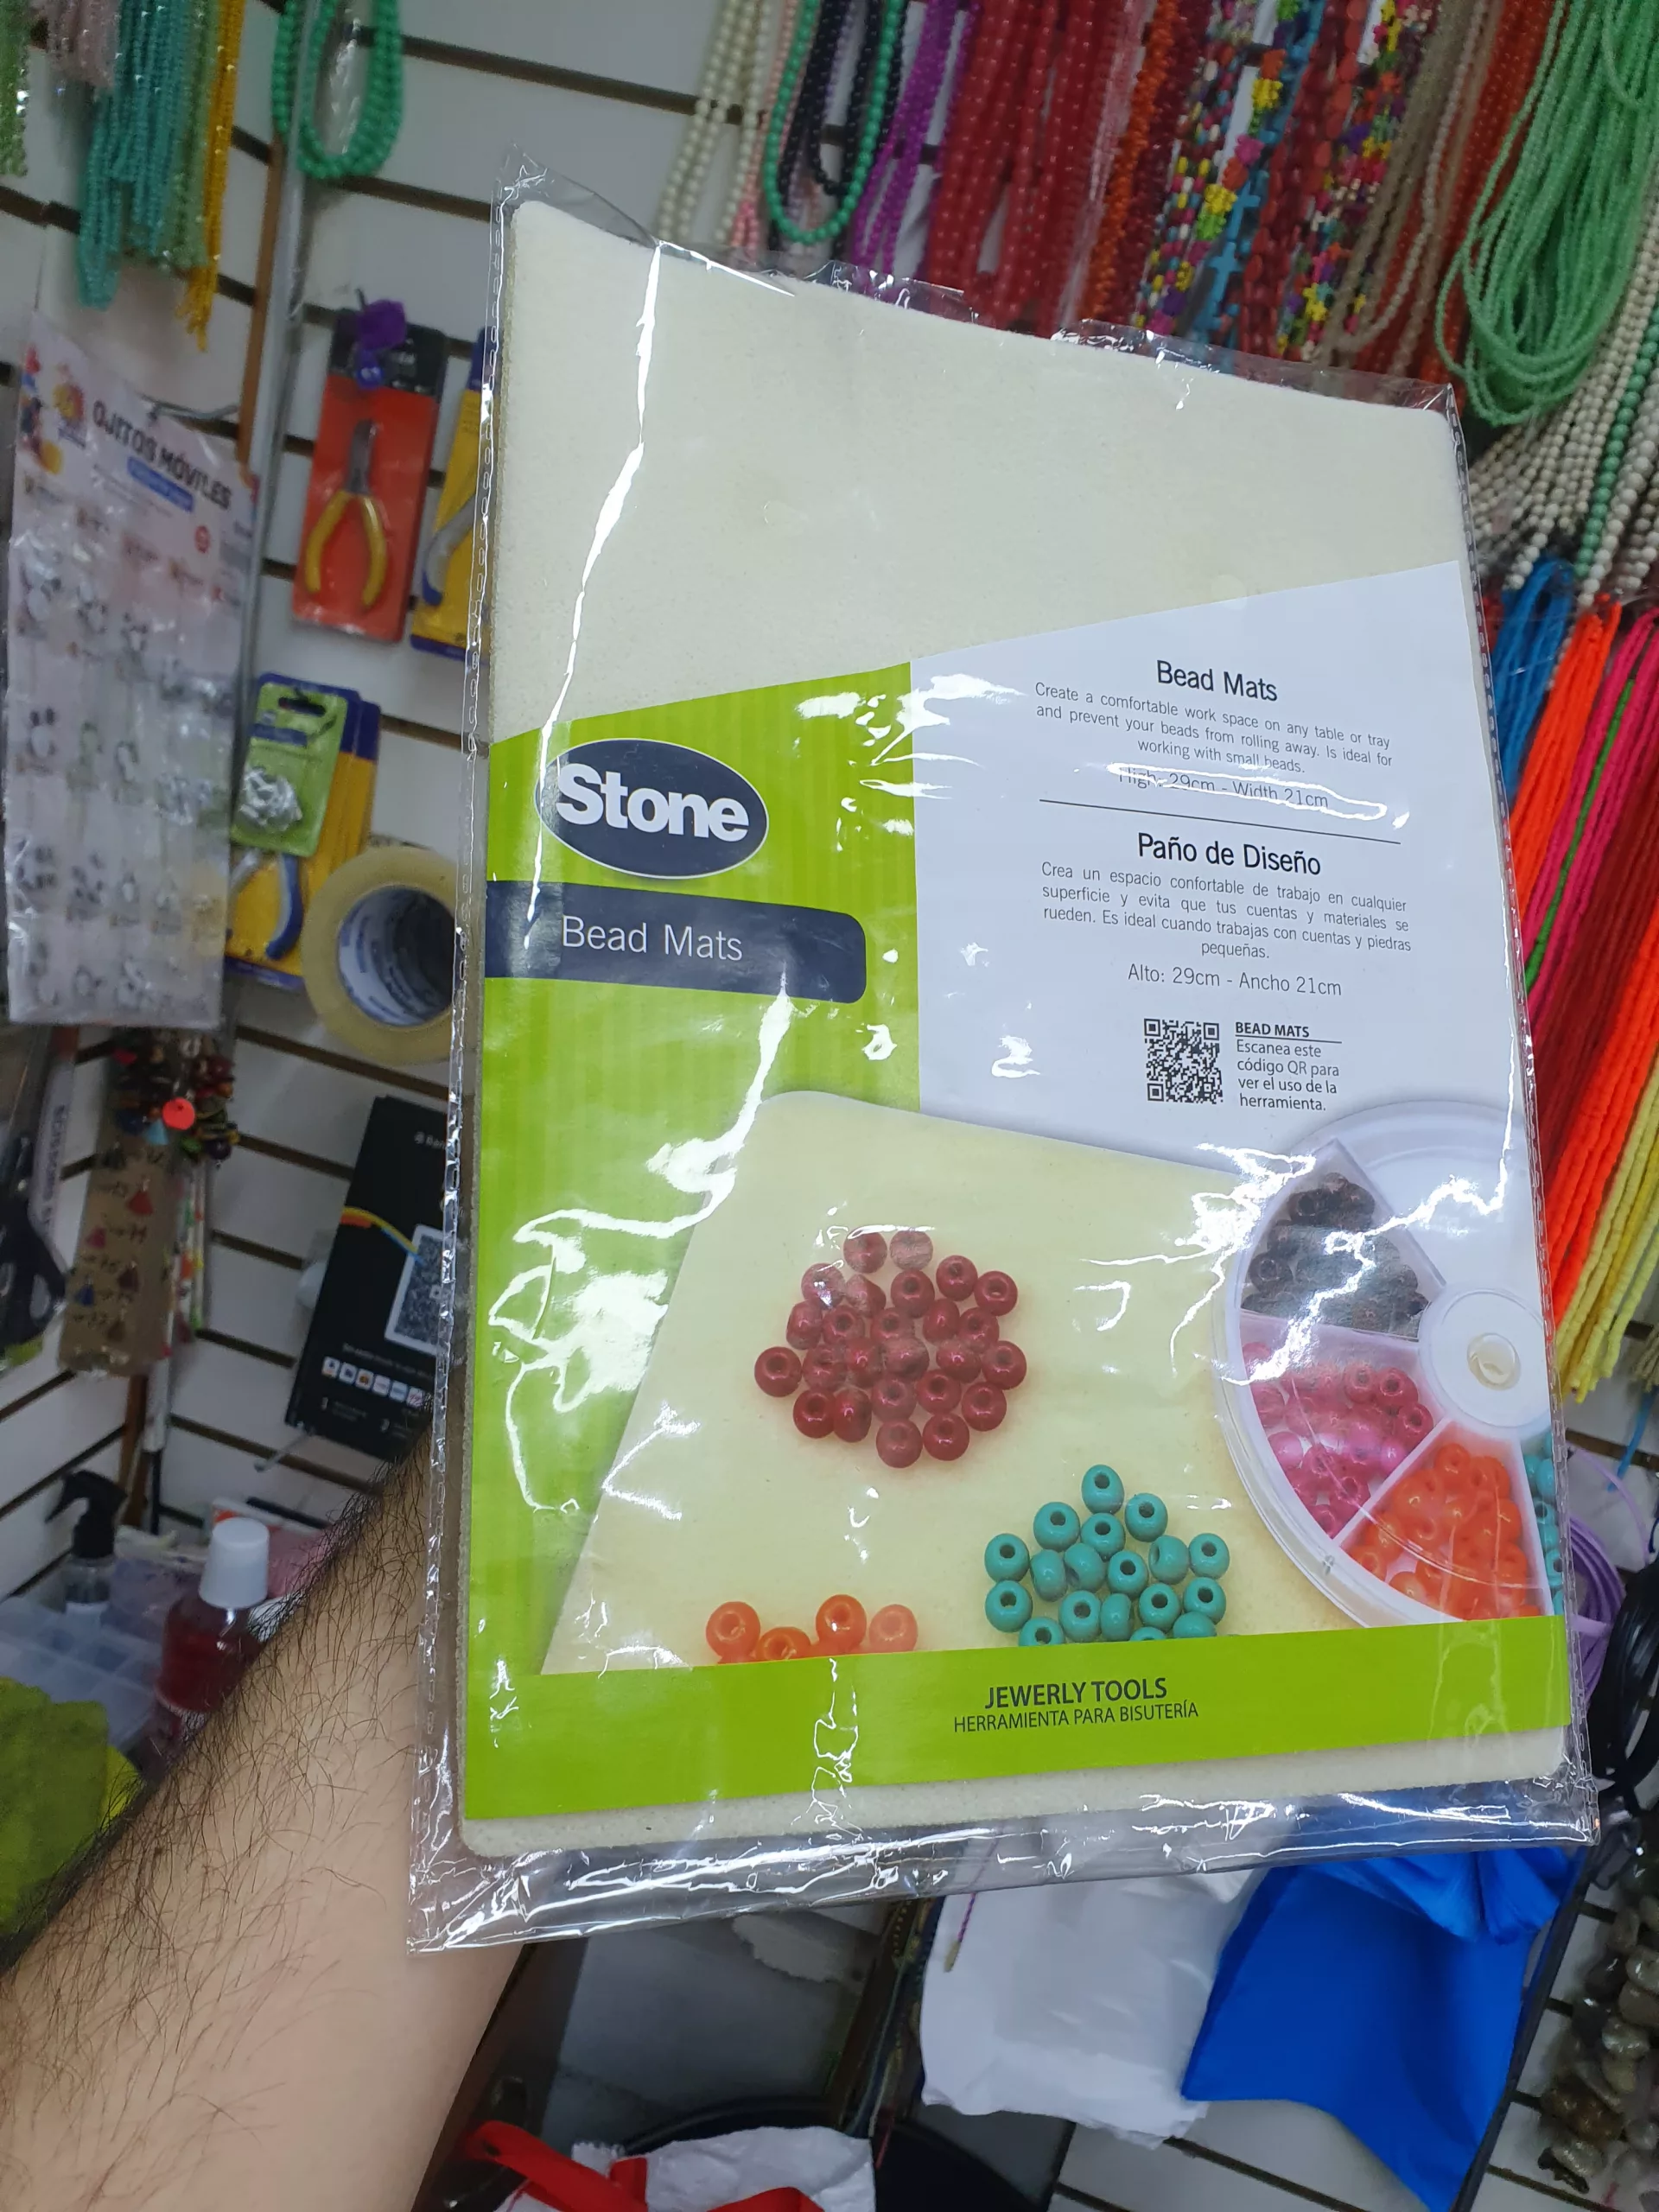 OJITOS MÓVILES
Stone
Bead Mats
Bead Mats
Create a comfortable work space on any table or tray
and prevent your beads from rolling away. Is ideal for
working with small beads.
High: 29cm - Width 21cm
Paño de Diseño
Crea un espacio confortable de trabajo en cualquier
superficie y evita que tus cuentas y materiales se
rueden. Es ideal cuando trabajas con cuentas y piedras
pequeñas.
Alto: 29cm - Ancho 21cm
BEAD MATS
Escanea este
código QR para
ver el uso de la
herramienta.
JEWERLY TOOLS
HERRAMIENTA PARA BISUTERÍA